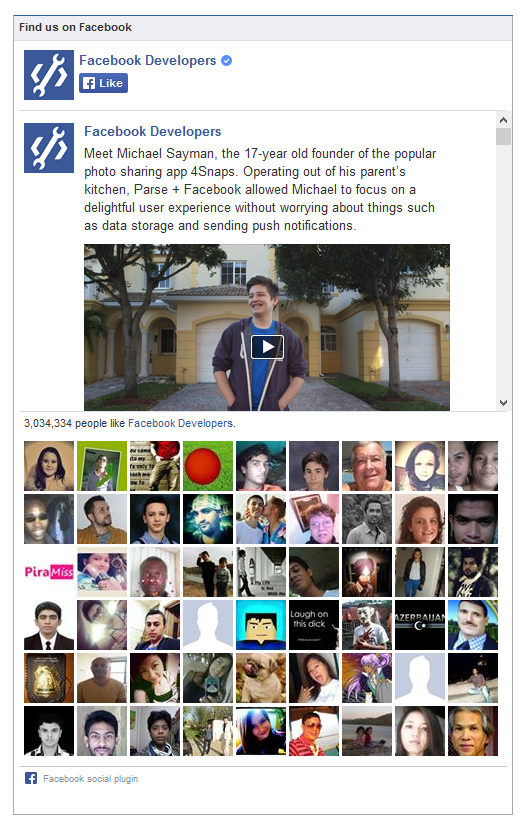 Find us on Facebook
Facebook Developers
Like
Facebook Developers
Meet Michael Sayman, the 17-year old founder of the popular
photo sharing app 4Snaps. Operating out of his parent's
kitchen, Parse + Facebook allowed Michael to focus on a
delightful user experience without worrying about things such
as data storage and sending push notifications.
3,034,334 people like Facebook Developers.
PiraMiss
Laugh on
this dick
AZERBAIJAN
Facebook social plugin